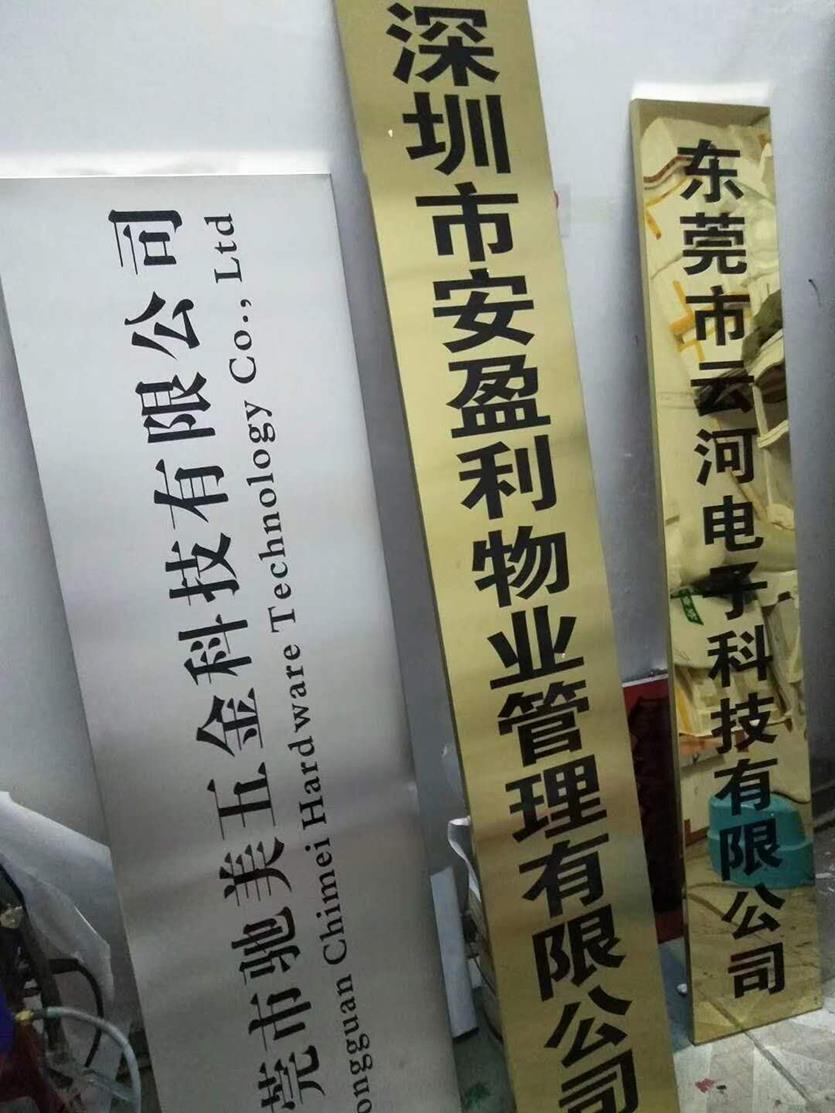 莞市驰美五金科技有限公司
ongguan Chimei Hardware Technology Co., Ltd
深圳市安盈利物业管理有限公司
东莞市云河电子科技有限公司